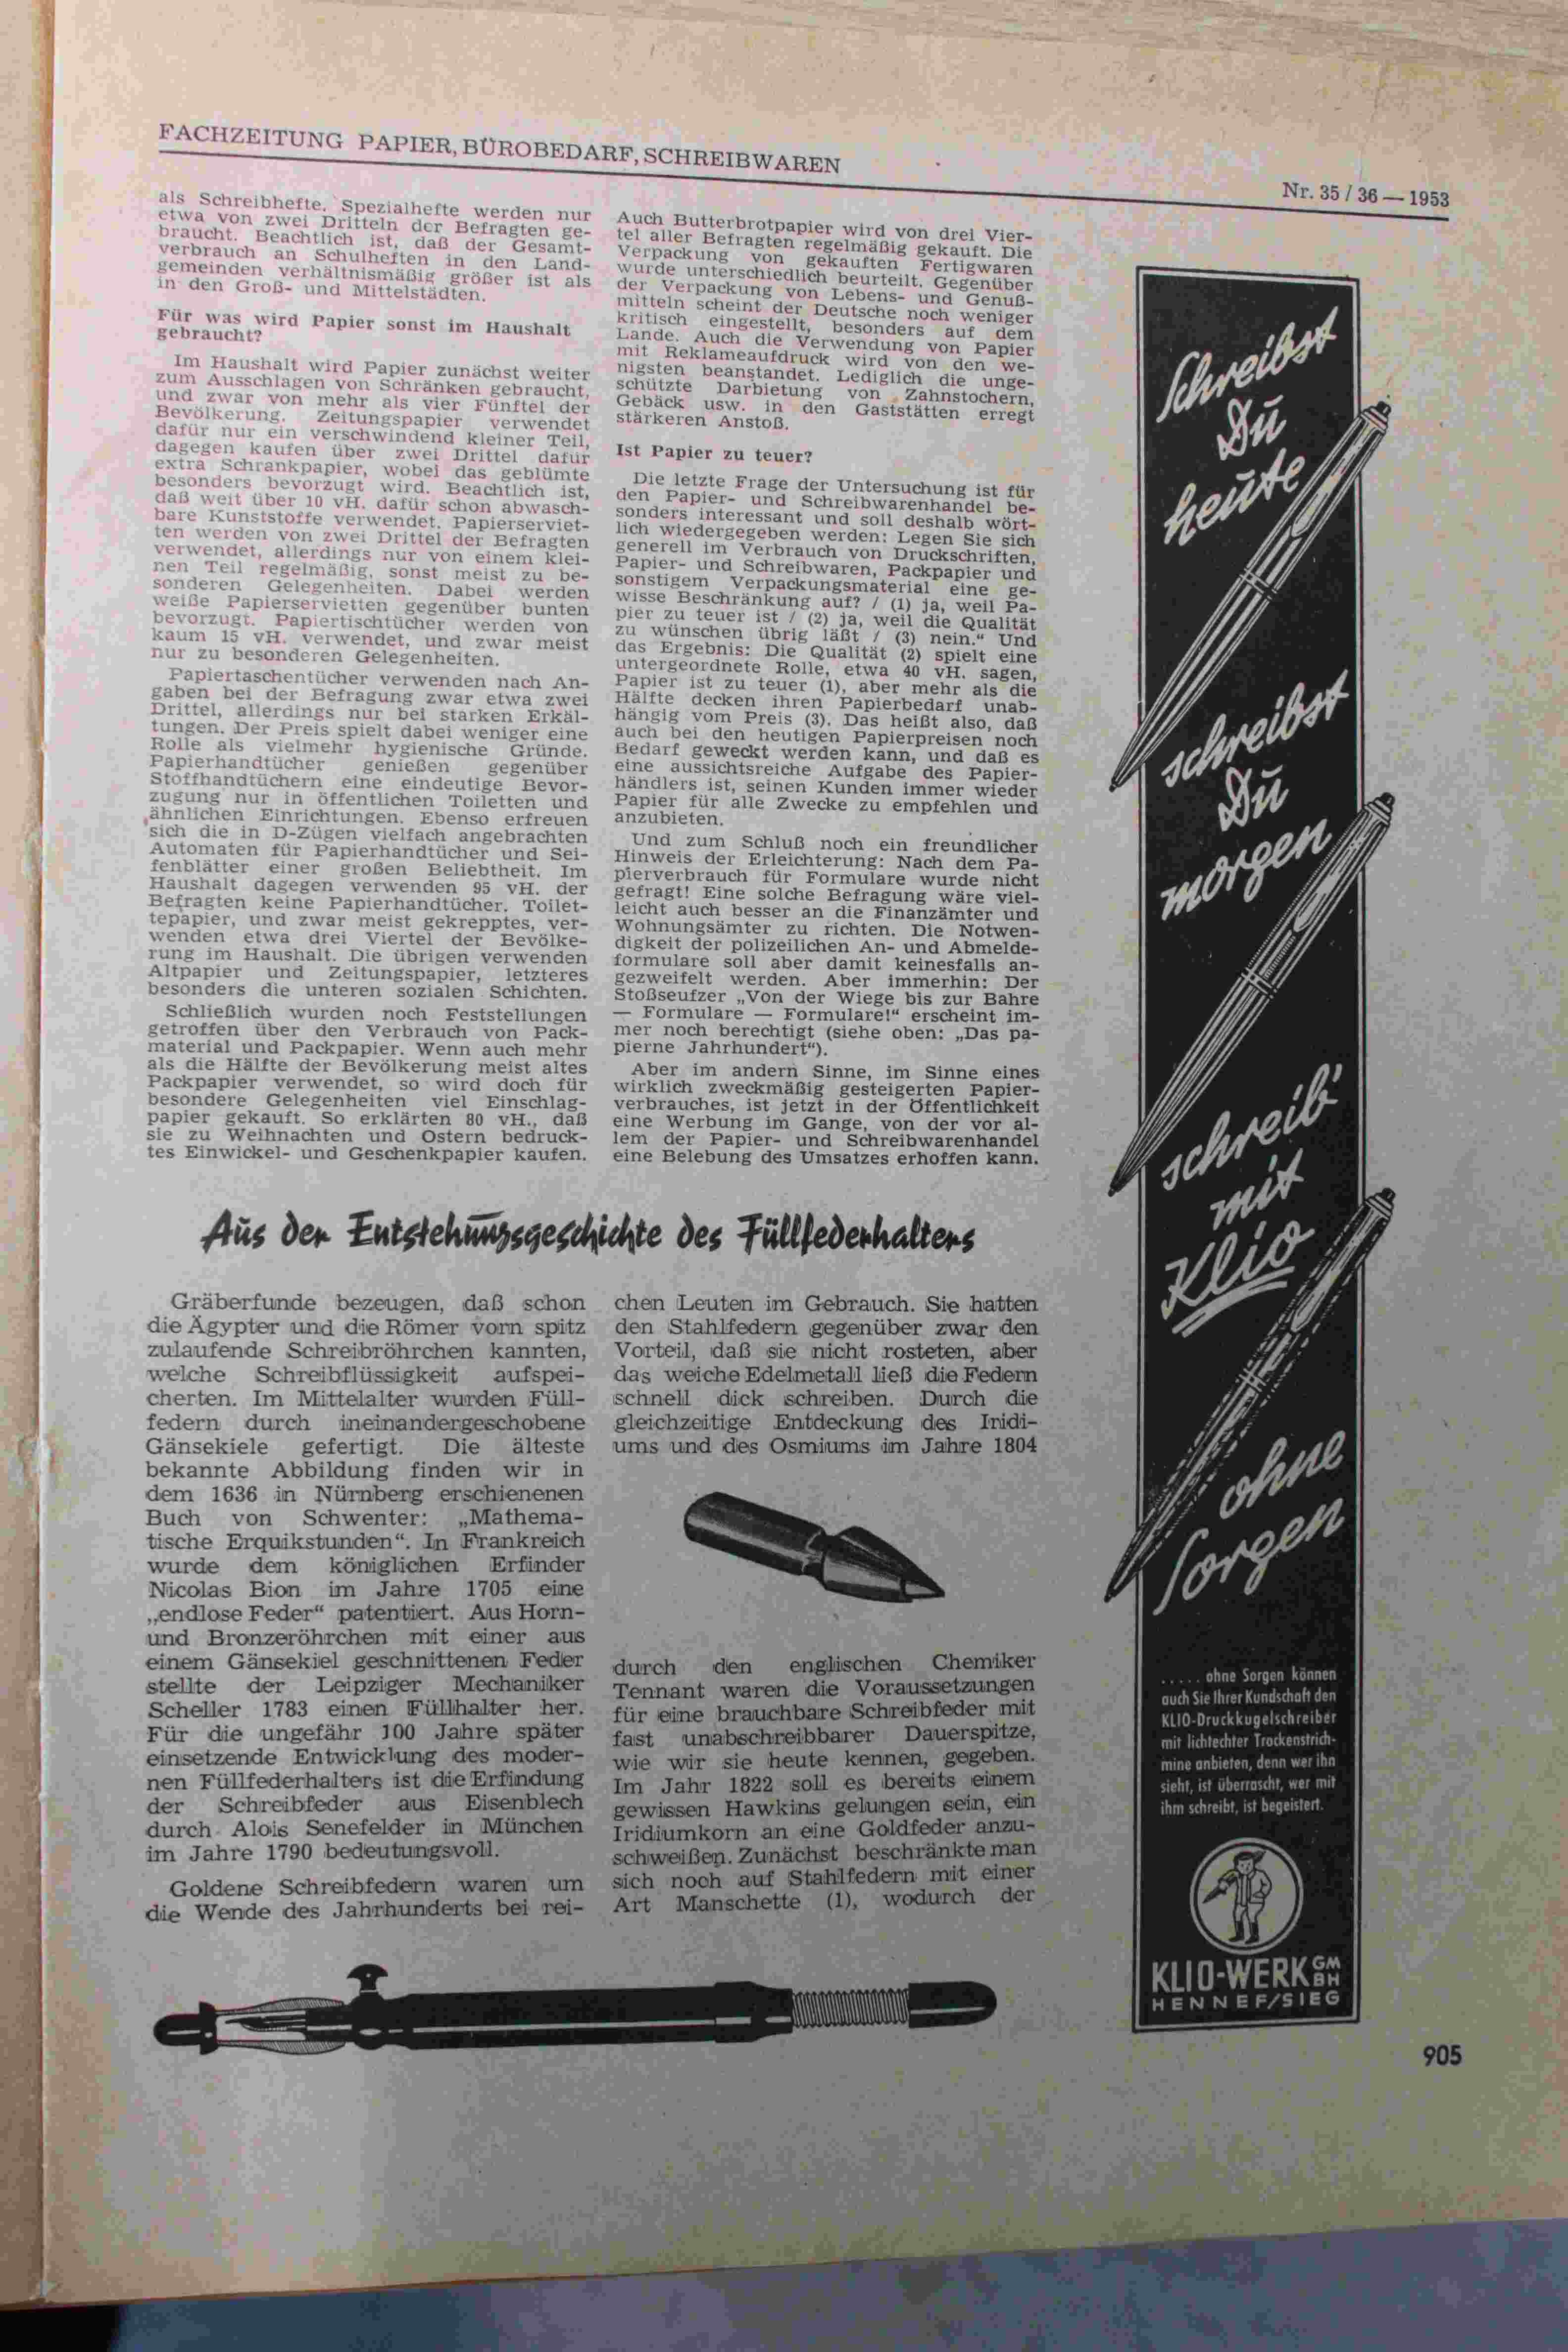 FACHZEITUNG PAPIER, BÜROBEDARF, SCHREIBWAREN
Nr. 35 / 36 — 1953
als Schreibhefte. Spezialhefte werden nur
etwa von zwei Dritteln der Befragten ge-
braucht. Beachtlich ist, daß der Gesamt-
verbrauch an Schulheften in den Land-
gemeinden verhältnismäßig größer ist als
in den Groß- und Mittelstädten.
Für was wird Papier sonst im Haushalt
gebraucht?
Im Haushalt wird Papier zunächst weiter
zum Ausschlagen von Schränken gebraucht,
und zwar von mehr als vier Fünftel der
Bevölkerung. Zeitungspapier verwendet
dafür nur ein verschwindend kleiner Teil,
dagegen kaufen über zwei Drittel dafür
extra Schrankpapier, wobei das geblümte
besonders bevorzugt wird. Beachtlich ist,
daß weit über 10 vH. dafür schon abwasch-
bare Kunststoffe verwendet. Papierserviet-
ten werden von zwei Drittel der Befragten
verwendet, allerdings nur von einem klei-
nen Teil regelmäßig, sonst meist zu be-
sonderen Gelegenheiten. Dabei werden
weiße Papierservietten gegenüber bunten
bevorzugt. Papiertischtücher werden von
kaum 15 vH. verwendet, und zwar meist
nur zu besonderen Gelegenheiten.
Papiertaschentücher verwenden nach An-
gaben bei der Befragung zwar etwa zwei
Drittel, allerdings nur bei starken Erkäl-
tungen. Der Preis spielt dabei weniger eine
Rolle als vielmehr hygienische Gründe.
Papierhandtücher genießen gegenüber
Stoffhandtüchern eine eindeutige Bevor-
zugung nur in öffentlichen Toiletten und
ähnlichen Einrichtungen. Ebenso erfreuen
sich die in D-Zügen vielfach angebrachten
Automaten für Papierhandtücher und Sei-
fenblätter einer großen Beliebtheit. Im
Haushalt dagegen verwenden 95 vH. der
Befragten keine Papierhandtücher. Toilet-
tepapier, und zwar meist gekrepptes, ver-
wenden etwa drei Viertel der Bevölke-
rung im Haushalt. Die übrigen verwenden
Altpapier und Zeitungspapier, letzteres
besonders die unteren sozialen Schichten.
Schließlich wurden noch Feststellungen
getroffen über den Verbrauch von Pack-
material und Packpapier. Wenn auch mehr
als die Hälfte der Bevölkerung meist altes
Packpapier verwendet, so wird doch für
besondere Gelegenheiten viel Einschlag-
papier gekauft. So erklärten 80 vH., daß
sie zu Weihnachten und Ostern bedruck-
tes Einwickel- und Geschenkpapier kaufen.
Auch Butterbrotpapier wird von drei Vier-
tel aller Befragten regelmäßig gekauft. Die
Verpackung von gekauften Fertigwaren
wurde unterschiedlich beurteilt. Gegenüber
der Verpackung von Lebens- und Genuß-
mitteln scheint der Deutsche noch weniger
kritisch eingestellt, besonders auf dem
Lande. Auch die Verwendung von Papier
mit Reklameaufdruck wird von den we-
nigsten beanstandet. Lediglich die unge-
schützte Darbietung von Zahnstochern,
Gebäck usw. in den Gaststätten erregt
stärkeren Anstoß.
Ist Papier zu teuer?
Die letzte Frage der Untersuchung ist für
den Papier- und Schreibwarenhandel be-
sonders interessant und soll deshalb wört-
lich wiedergegeben werden: Legen Sie sich
generell im Verbrauch von Druckschriften,
Papier- und Schreibwaren, Packpapier und
sonstigem Verpackungsmaterial eine ge-
wisse Beschränkung auf? / (1) ja, weil Pa-
pier zu teuer ist / (2) ja, weil die Qualität
zu wünschen übrig läßt / (3) nein.“ Und
das Ergebnis: Die Qualität (2) spielt eine
untergeordnete Rolle, etwa 40 vH. sagen,
Papier ist zu teuer (1), aber mehr als die
Hälfte decken ihren Papierbedarf unab-
hängig vom Preis (3). Das heißt also, daß
auch bei den heutigen Papierpreisen noch
Bedarf geweckt werden kann, und daß es
eine aussichtsreiche Aufgabe des Papier-
händlers ist, seinen Kunden immer wieder
Papier für alle Zwecke zu empfehlen und
anzubieten.
Und zum Schluß noch ein freundlicher
Hinweis der Erleichterung: Nach dem Pa-
pierverbrauch für Formulare wurde nicht
gefragt! Eine solche Befragung wäre viel-
leicht auch besser an die Finanzämter und
Wohnungsämter zu richten. Die Notwen-
digkeit der polizeilichen An- und Abmelde-
formulare soll aber damit keinesfalls an-
gezweifelt werden. Aber immerhin: Der
Stoßseufzer „Von der Wiege bis zur Bahre
— Formulare — Formulare!“ erscheint im-
mer noch berechtigt (siehe oben: „Das pa-
pierne Jahrhundert“).
Aber im andern Sinne, im Sinne eines
wirklich zweckmäßig gesteigerten Papier-
verbrauches, ist jetzt in der Öffentlichkeit
eine Werbung im Gange, von der vor al-
lem der Papier- und Schreibwarenhandel
eine Belebung des Umsatzes erhoffen kann.
Aus der Entstehungsgeschichte des Füllfederhalters
Gräberfunde bezeugen, daß schon
die Ägypter und die Römer vorn spitz
zulaufende Schreibröhrchen kannten,
welche Schreibflüssigkeit aufspei-
cherten. Im Mittelalter wurden Füll-
federn durch ineinandergeschobene
Gänsekiele gefertigt. Die älteste
bekannte Abbildung finden wir in
dem 1636 in Nürnberg erschienenen
Buch von Schwenter: „Mathema-
tische Erquikstunden“. In Frankreich
wurde dem königlichen Erfinder
Nicolas Bion im Jahre 1705 eine
„endlose Feder“ patentiert. Aus Horn-
und Bronzeröhrchen mit einer aus
einem Gänsekiel geschnittenen Feder
stellte der Leipziger Mechaniker
Scheller 1783 einen Füllhalter her.
Für die ungefähr 100 Jahre später
einsetzende Entwicklung des moder-
nen Füllfederhalters ist die Erfindung
der Schreibfeder aus Eisenblech
durch Alois Senefelder in München
im Jahre 1790 bedeutungsvoll.
Goldene Schreibfedern waren um
die Wende des Jahrhunderts bei rei-
chen Leuten im Gebrauch. Sie hatten
den Stahlfedern gegenüber zwar den
Vorteil, daß sie nicht rosteten, aber
das weiche Edelmetall ließ die Federn
schnell dick schreiben. Durch die
gleichzeitige Entdeckung des Iridi-
ums und des Osmiums im Jahre 1804
durch den englischen Chemiker
Tennant waren die Voraussetzungen
für eine brauchbare Schreibfeder mit
fast unabschreibbarer Dauerspitze,
wie wir sie heute kennen, gegeben.
Im Jahr 1822 soll es bereits einem
gewissen Hawkins gelungen sein, ein
Iridiumkorn an eine Goldfeder anzu-
schweißen. Zunächst beschränkte man
sich noch auf Stahlfedern mit einer
Art Manschette (1), wodurch der
Schreibst
Du
heute
schreibst
Du
morgen
schreib'
mit
Klio
ohne
Sorgen
..... ohne Sorgen können
auch Sie Ihrer Kundschaft den
KLIO-Druckkugelschreiber
mit lichtechter Trockenstrich-
mine anbieten, denn wer ihn
sieht, ist überrascht, wer mit
ihm schreibt, ist begeistert.
KLIO-WERK GM
BH
HENNEF/SIEG
905